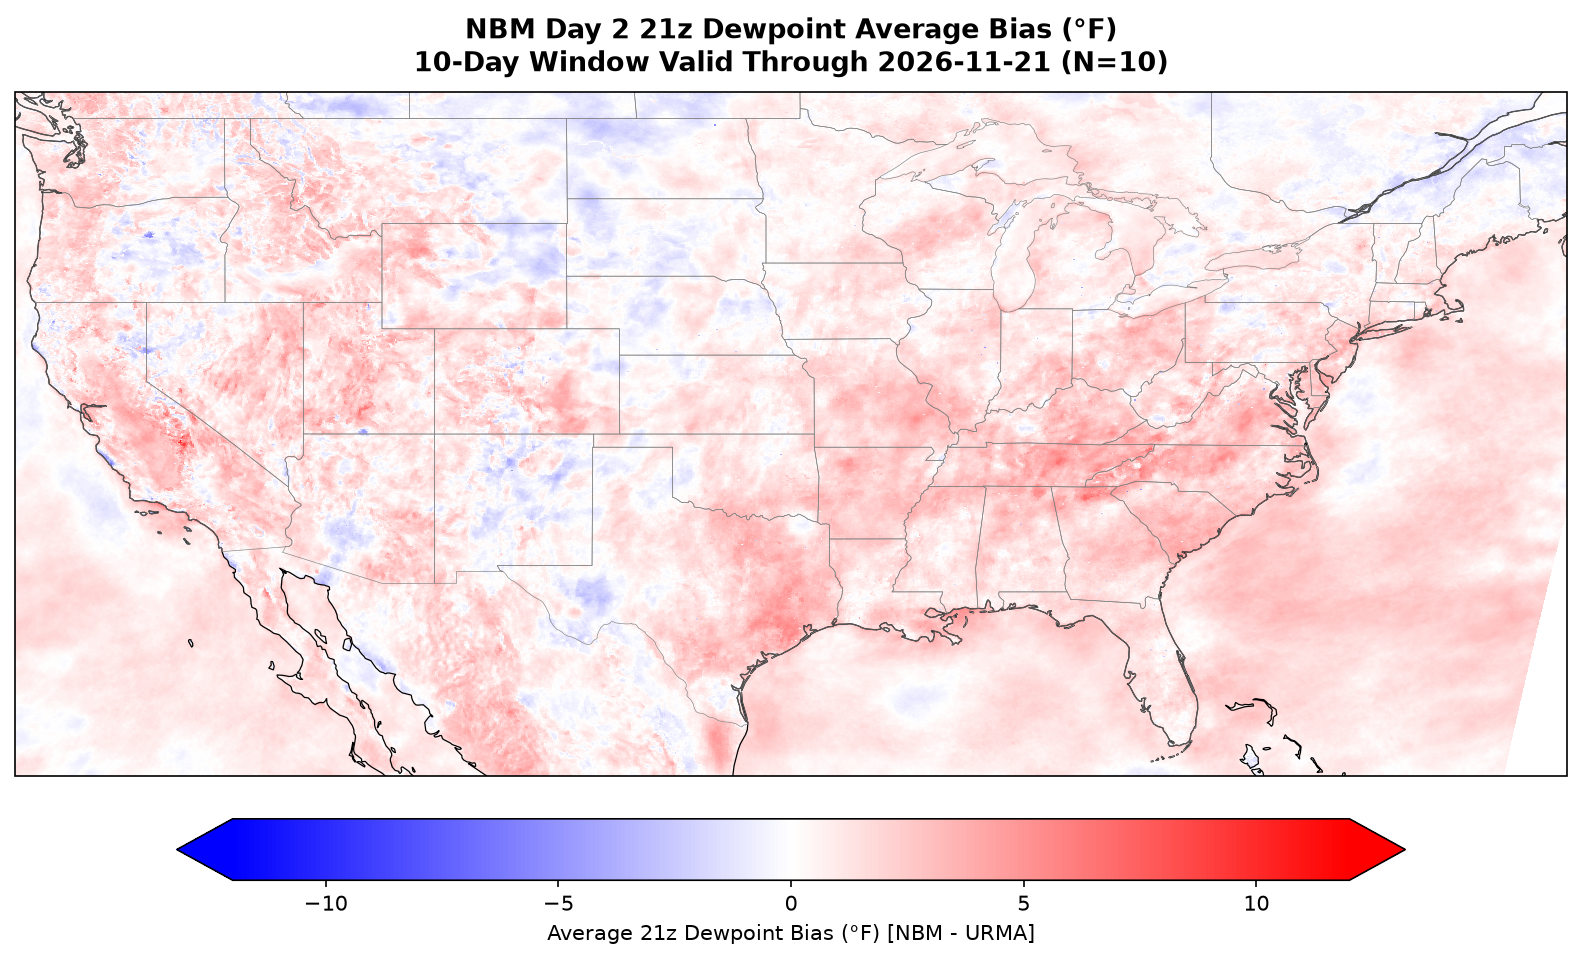 NBM Day 2 21z Dewpoint Average Bias (°F)
10-Day Window Valid Through 2026-11-21 (N=10)
−10 −5 0 5 10
Average 21z Dewpoint Bias (°F) [NBM - URMA]